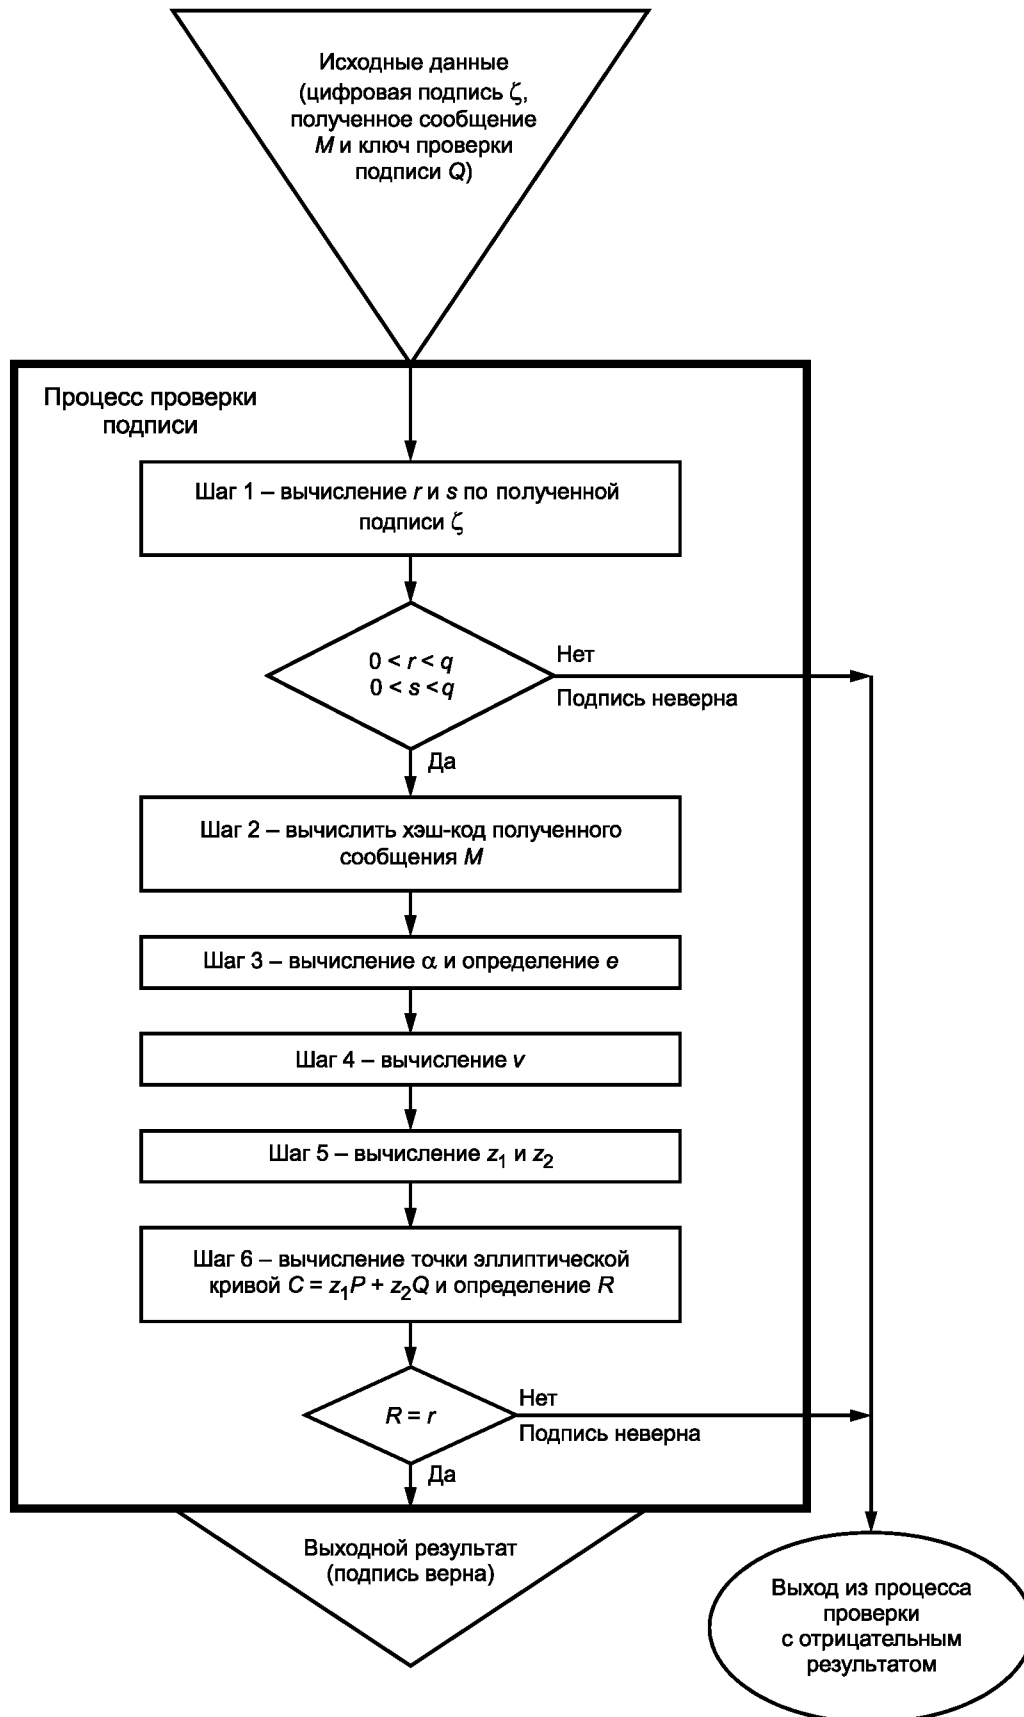 Исходные данные
(цифровая подпись ζ,
полученное сообщение
M и ключ проверки
подписи Q)
Процесс проверки
подписи
Шаг 1 – вычисление r и s по полученной
подписи ζ
0 < r < q
0 < s < q
Нет
Подпись неверна
Да
Шаг 2 – вычислить хэш-код полученного
сообщения M
Шаг 3 – вычисление α и определение e
Шаг 4 – вычисление v
Шаг 5 – вычисление z₁ и z₂
Шаг 6 – вычисление точки эллиптической
кривой C = z₁P + z₂Q и определение R
R = r
Нет
Подпись неверна
Да
Выходной результат
(подпись верна)
Выход из процесса
проверки
с отрицательным
результатом